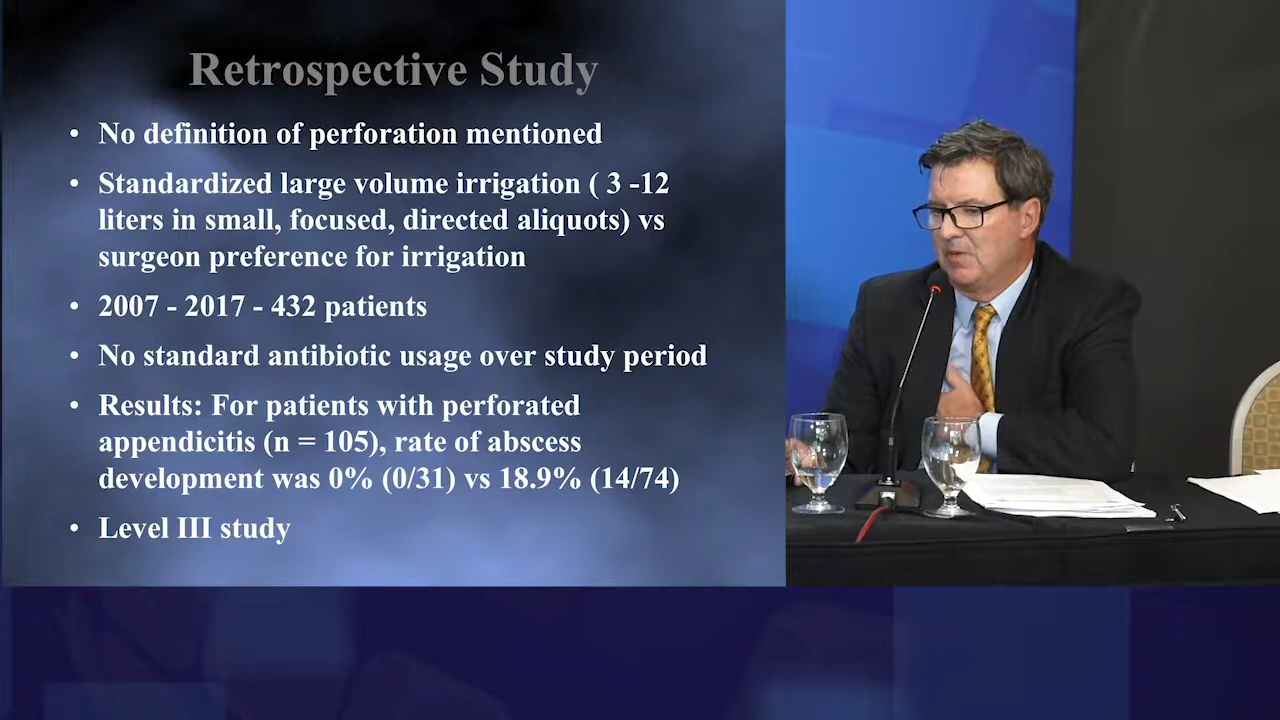 Retrospective Study
• No definition of perforation mentioned
• Standardized large volume irrigation ( 3 -12
liters in small, focused, directed aliquots) vs
surgeon preference for irrigation
• 2007 - 2017 - 432 patients
• No standard antibiotic usage over study period
• Results: For patients with perforated
appendicitis (n = 105), rate of abscess
development was 0% (0/31) vs 18.9% (14/74)
• Level III study